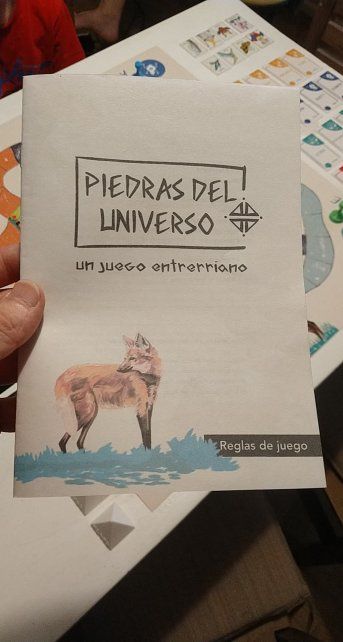 PIEDRAS DEL
UNIVERSO
un juego entrerriano
Reglas de juego